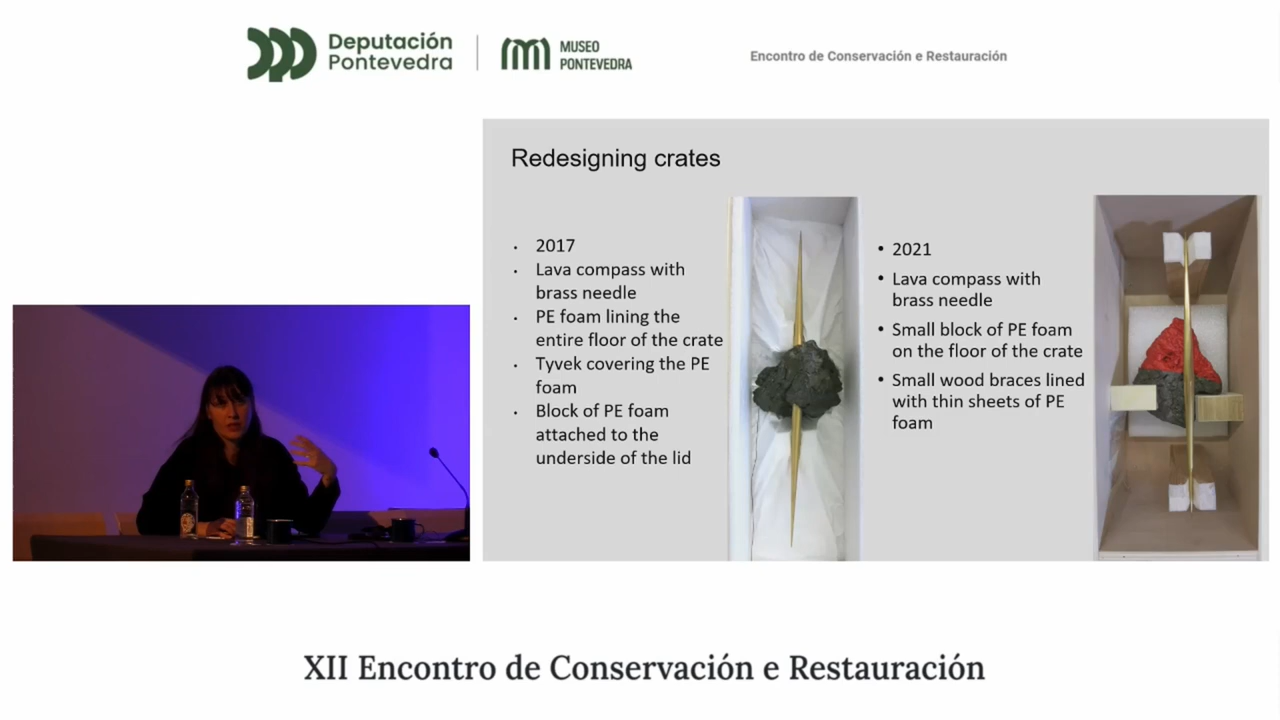 Deputación
Pontevedra
MUSEO
PONTEVEDRA
Encontro de Conservación e Restauración
Redesigning crates
• 2017
• Lava compass with
brass needle
• PE foam lining the
entire floor of the crate
• Tyvek covering the PE
foam
• Block of PE foam
attached to the
underside of the lid
• 2021
• Lava compass with
brass needle
• Small block of PE foam
on the floor of the crate
• Small wood braces lined
with thin sheets of PE
foam
XII Encontro de Conservación e Restauración